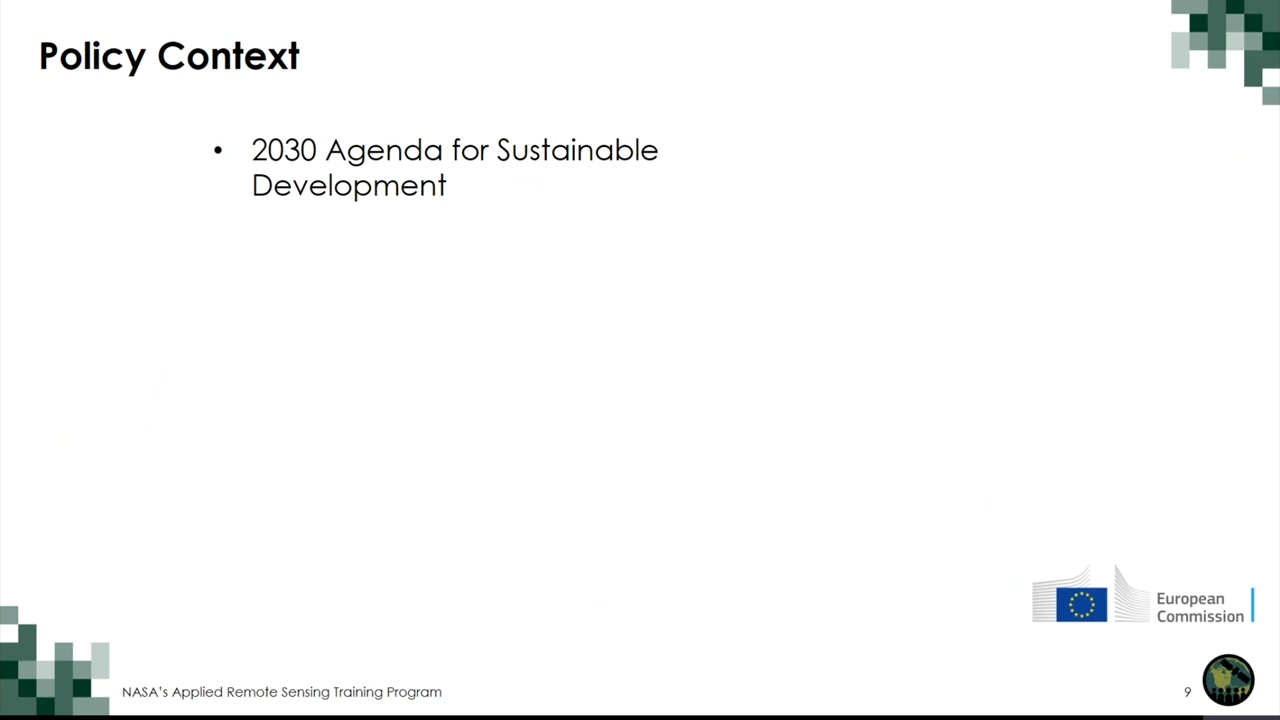 Policy Context
• 2030 Agenda for Sustainable
Development
European
Commission
NASA's Applied Remote Sensing Training Program
9